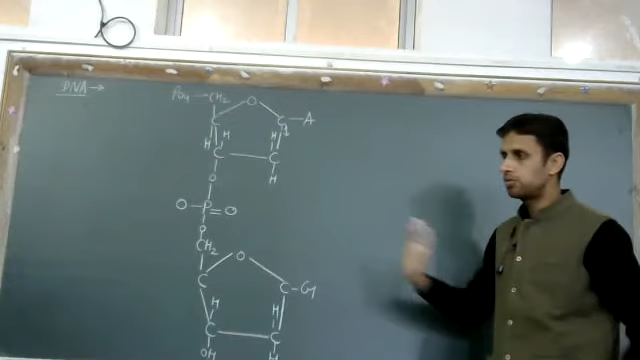 DNA →
PO4 — CH2 O
C C — A
H H H
C C
O H
O — P = O
O
CH2 O
C C — G
H H
C C
OH H